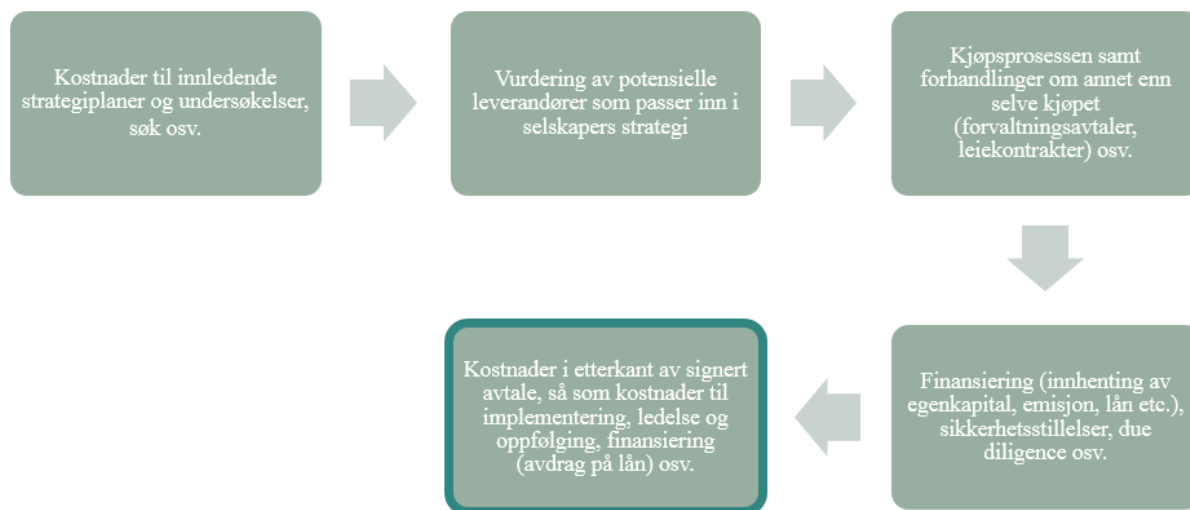 Kostnader til innledende
strategiplaner og undersøkelser,
søk osv.
Vurdering av potensielle
leverandører som passer inn i
selskapers strategi
Kjøpsprosessen samt
forhandlinger om annet enn
selve kjøpet
(forvaltningsavtaler,
leiekontrakter) osv.
Finansiering (innhenting av
egenkapital, emisjon, lån etc.),
sikkerhetsstillelser, due
diligence osv.
Kostnader i etterkant av signert
avtale, så som kostnader til
implementering, ledelse og
oppfølging, finansiering
(avdrag på lån) osv.